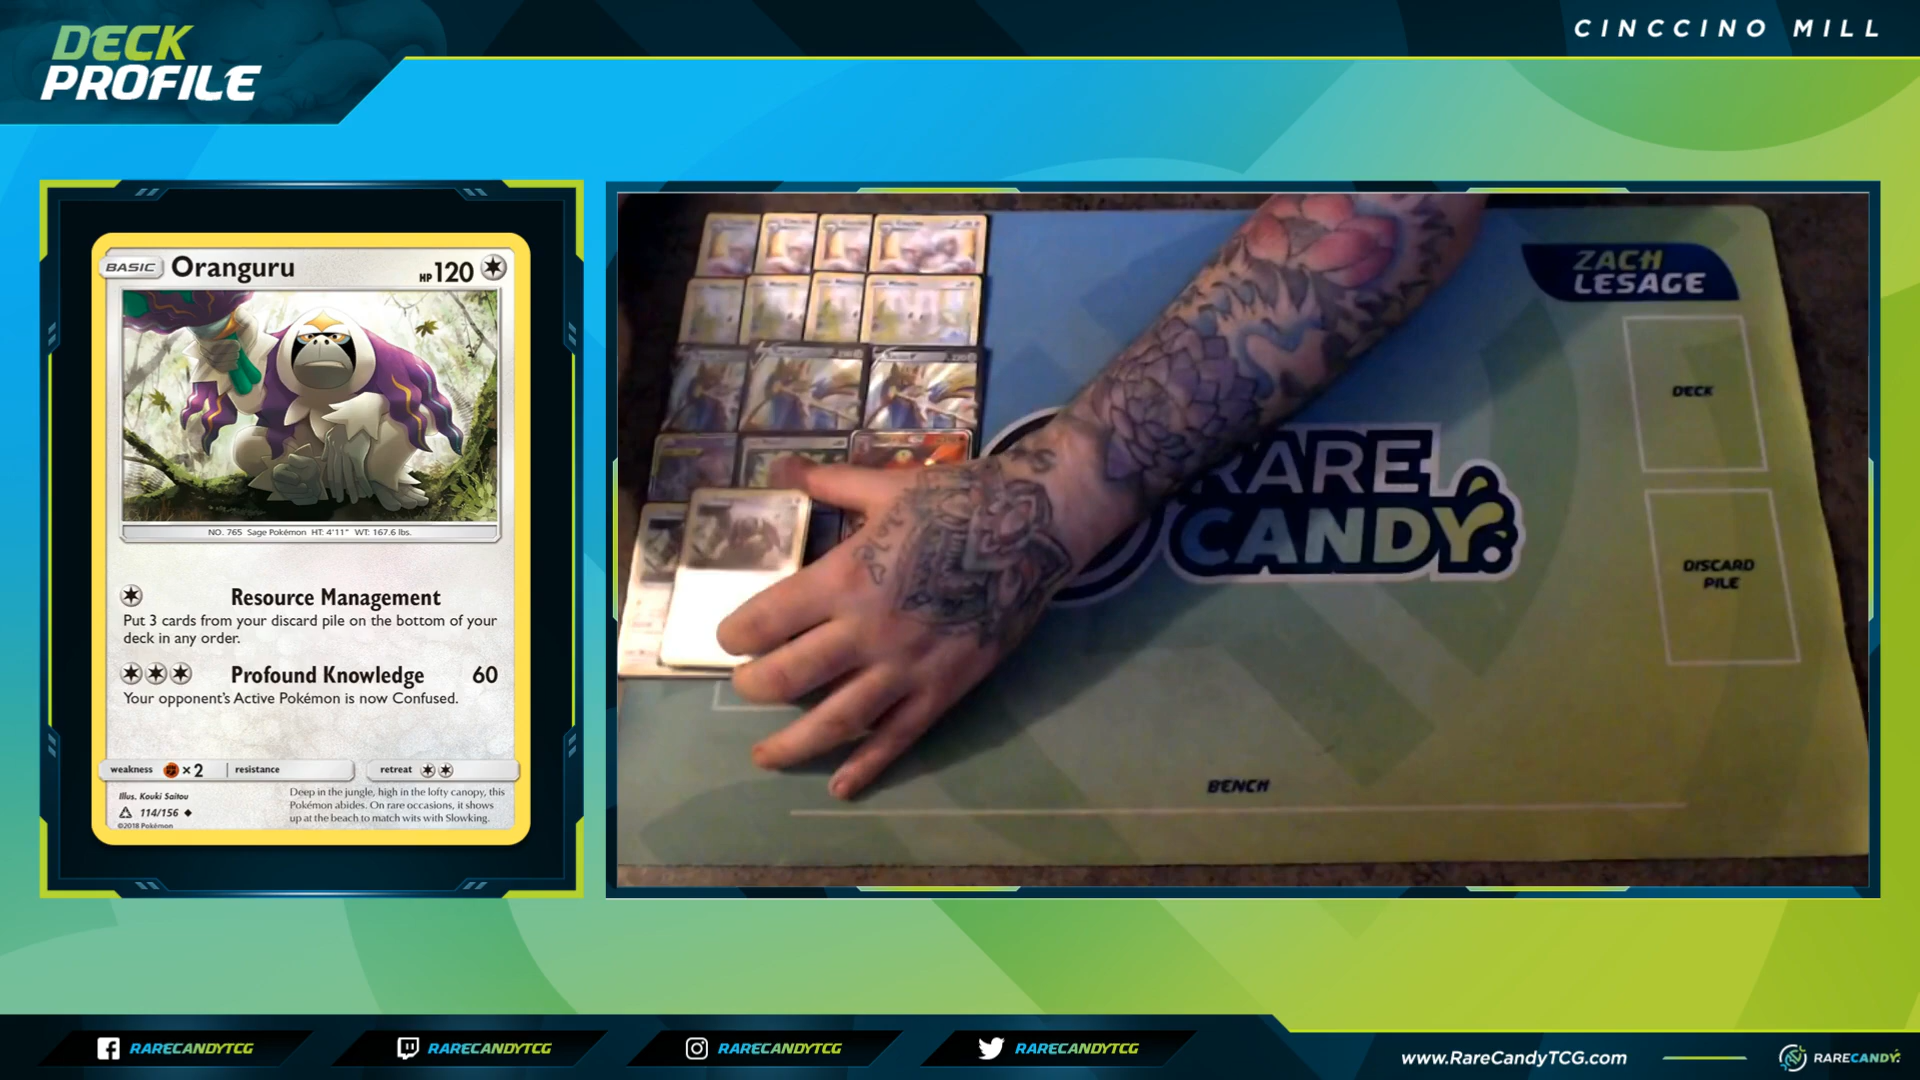 DECK
PROFILE
CINCCINO MILL
BASIC Oranguru HP 120
NO. 765 Sage Pokémon HT: 4'11" WT: 167.6 lbs.
Resource Management
Put 3 cards from your discard pile on the bottom of your
deck in any order.
Profound Knowledge 60
Your opponent's Active Pokémon is now Confused.
weakness ×2 resistance retreat
Illus. Kouki Saitou
114/156
©2018 Pokémon
Deep in the jungle, high in the lofty canopy, this
Pokémon abides. On rare occasions, it shows
up at the beach to match wits with Slowking.
ZACH
LESAGE
DECK
RARE
CANDY
DISCARD
PILE
BENCH
RARECANDYTCG
RARECANDYTCG
RARECANDYTCG
RARECANDYTCG
www.RareCandyTCG.com
RARECANDY